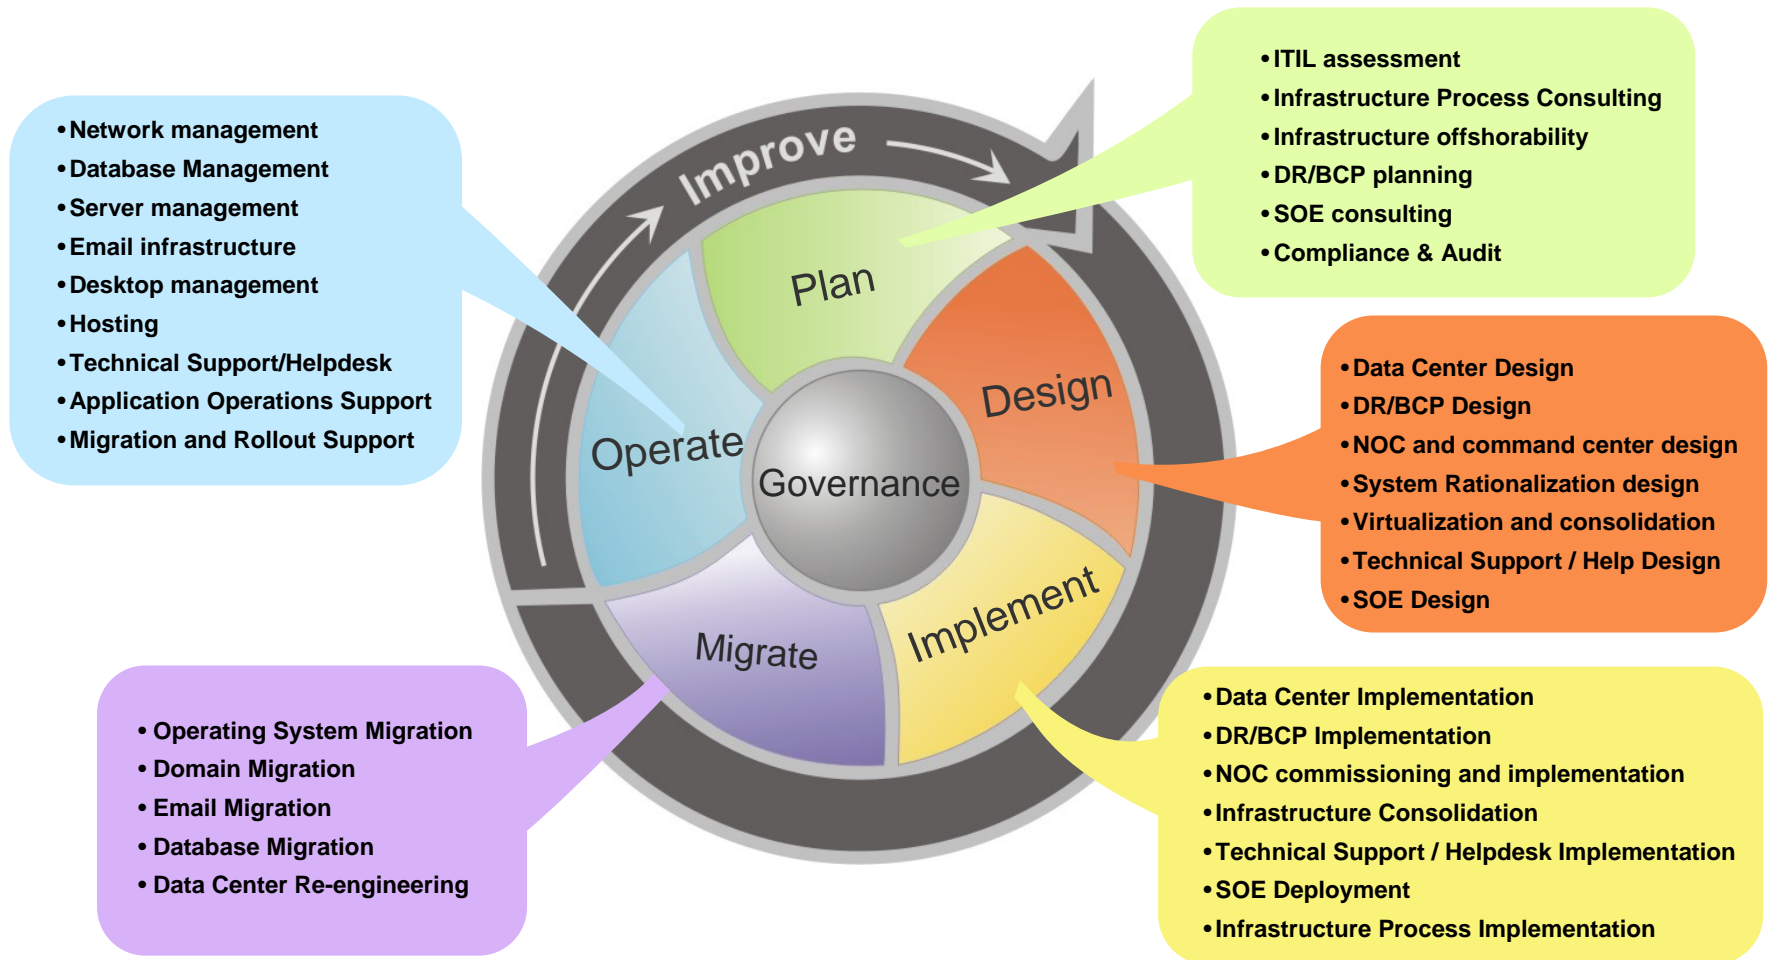 • Network management
• Database Management
• Server management
• Email infrastructure
• Desktop management
• Hosting
• Technical Support/Helpdesk
• Application Operations Support
• Migration and Rollout Support
Improve
• ITIL assessment
• Infrastructure Process Consulting
• Infrastructure offshorability
• DR/BCP planning
• SOE consulting
• Compliance & Audit
Plan
Design
Operate
Governance
Implement
Migrate
• Data Center Design
• DR/BCP Design
• NOC and command center design
• System Rationalization design
• Virtualization and consolidation
• Technical Support / Help Design
• SOE Design
• Operating System Migration
• Domain Migration
• Email Migration
• Database Migration
• Data Center Re-engineering
• Data Center Implementation
• DR/BCP Implementation
• NOC commissioning and implementation
• Infrastructure Consolidation
• Technical Support / Helpdesk Implementation
• SOE Deployment
• Infrastructure Process Implementation